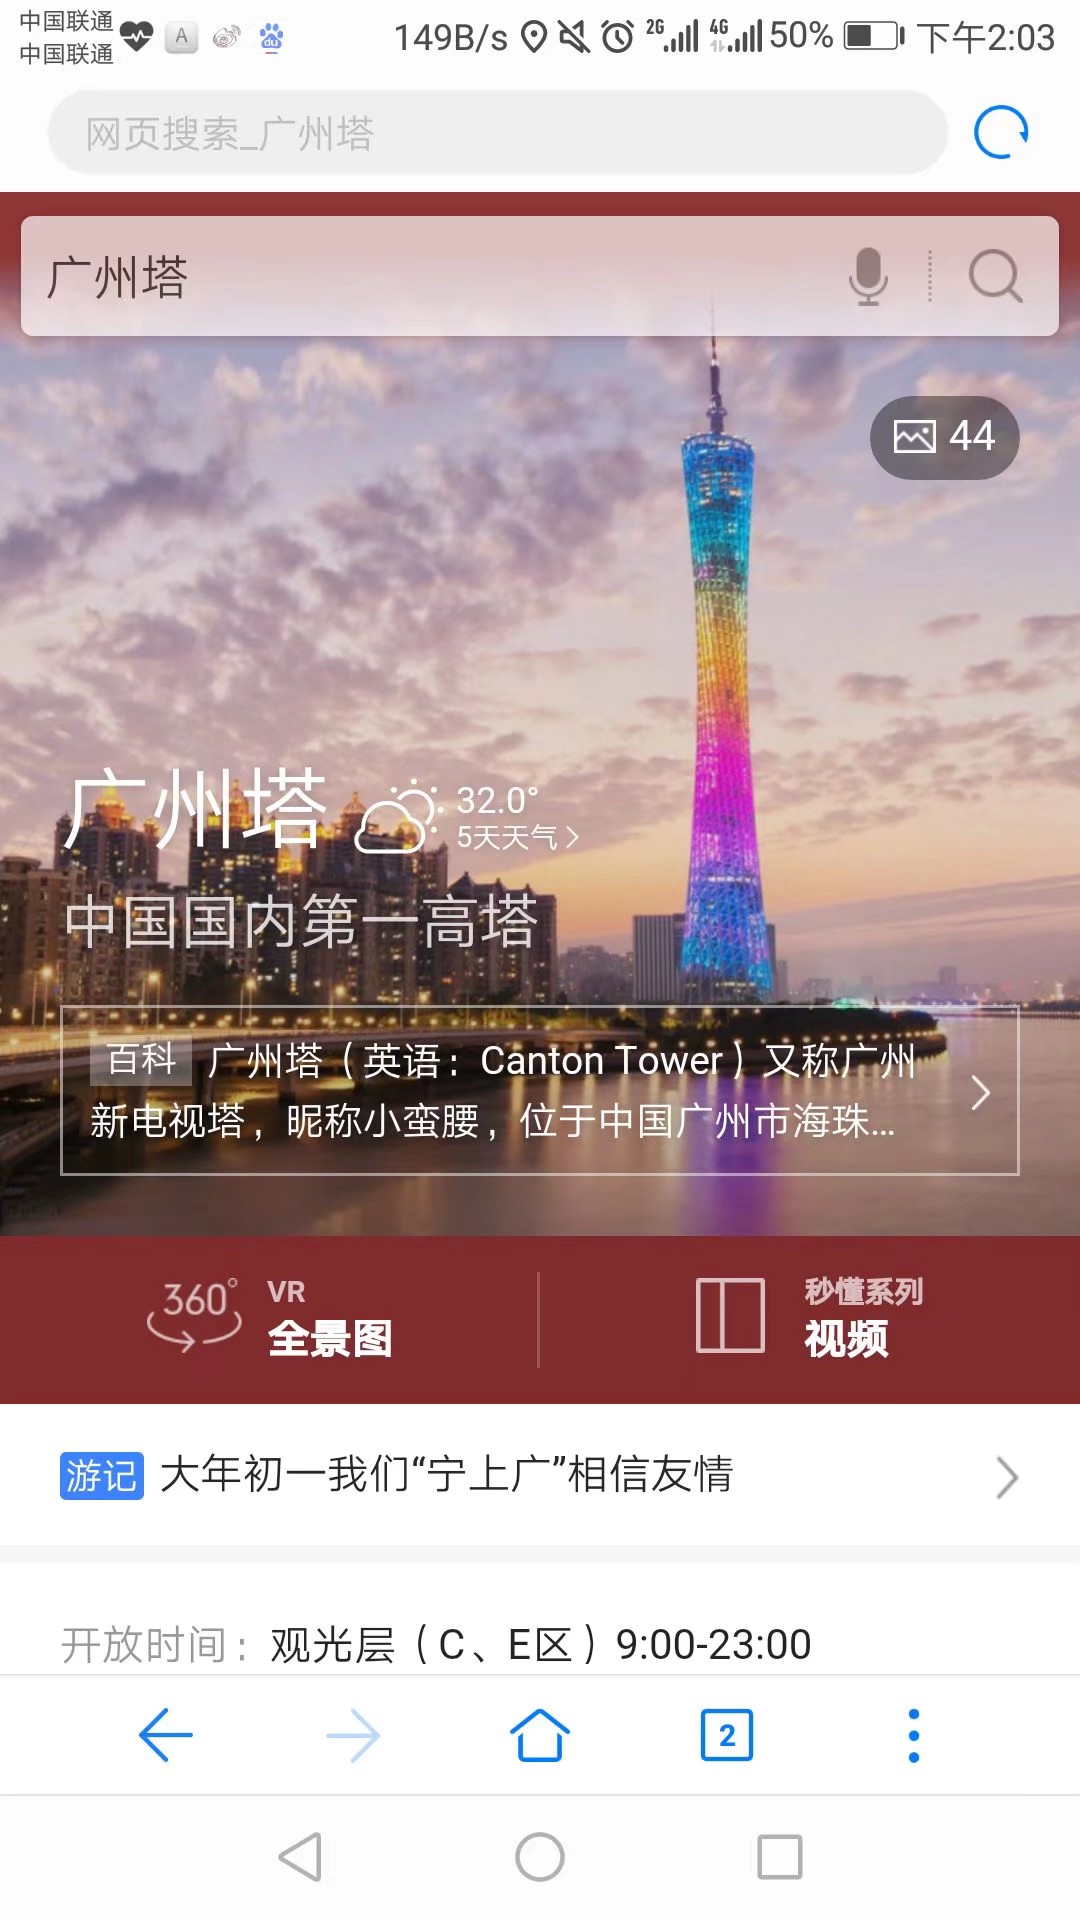 中国联通
中国联通
149B/s 2G 4G 50% 下午2:03
网页搜索_广州塔
广州塔
44
广州塔
32.0°
5天天气
中国国内第一高塔
百科 广州塔（英语：Canton Tower）又称广州
新电视塔，昵称小蛮腰，位于中国广州市海珠...
360° VR 全景图
秒懂系列
视频
游记 大年初一我们“宁上广”相信友情
开放时间：观光层（C、E区）9:00-23:00
2